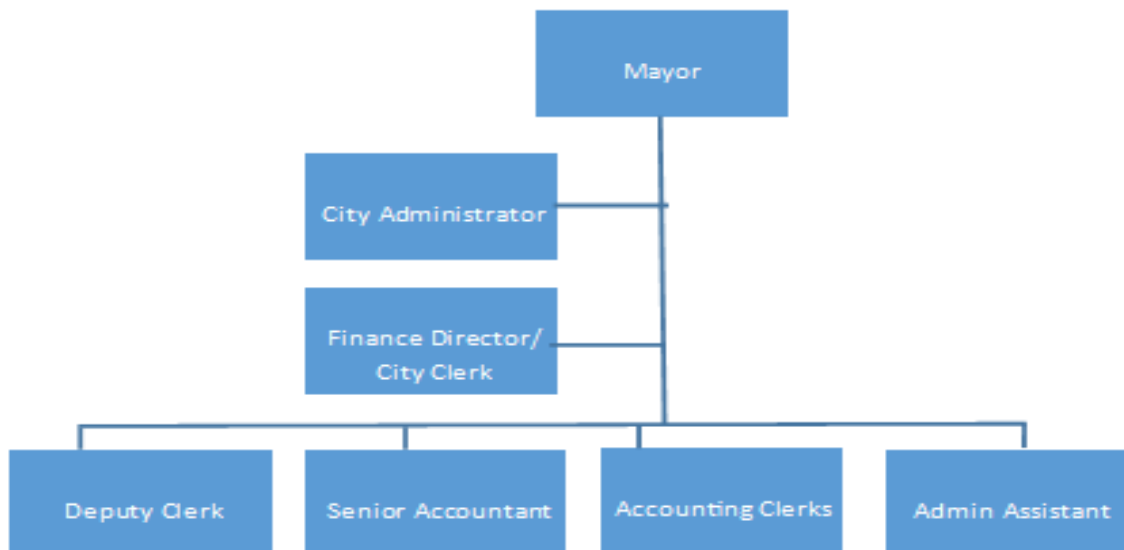 Mayor
City Administrator
Finance Director/
City Clerk
Deputy Clerk
Senior Accountant
Accounting Clerks
Admin Assistant